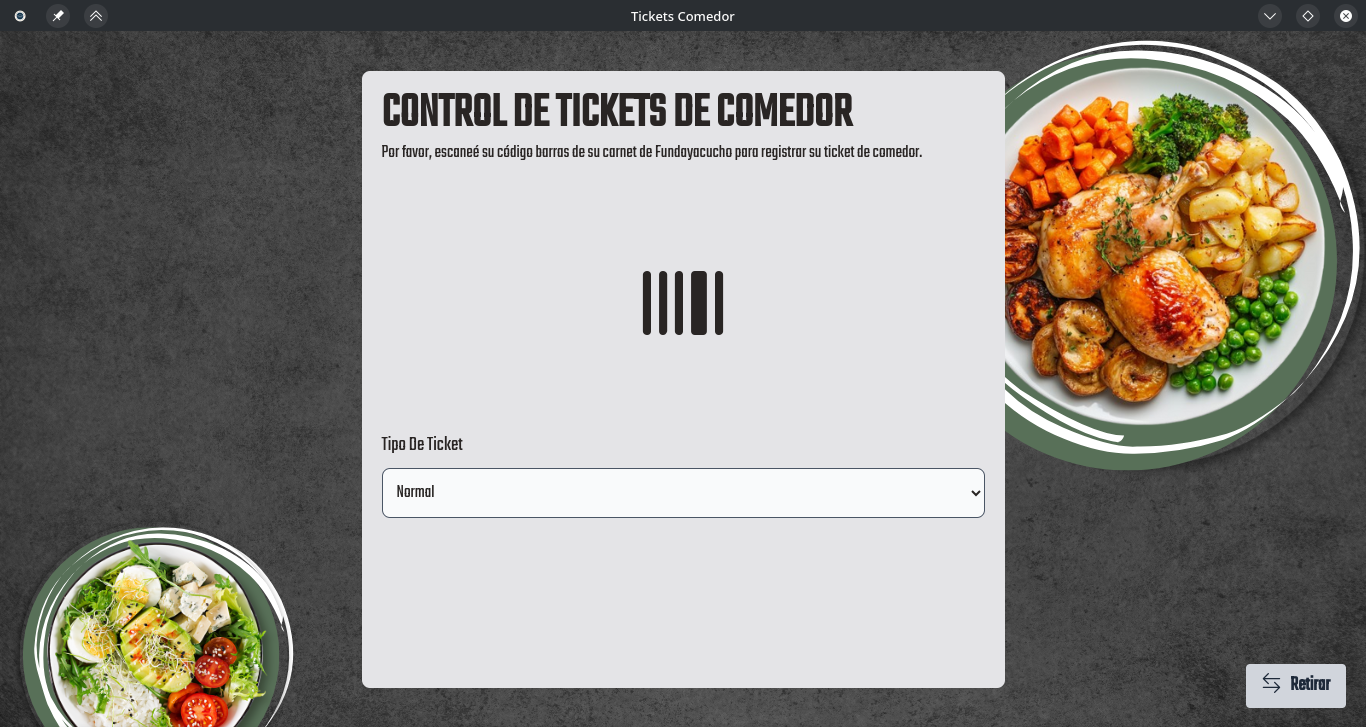 Tickets Comedor
CONTROL DE TICKETS DE COMEDOR
Por favor, escaneé su código barras de su carnet de Fundayacucho para registrar su ticket de comedor.
Tipo De Ticket
Normal
Retirar